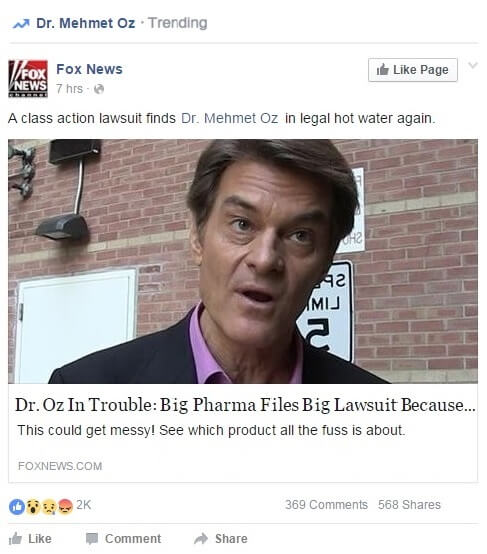 Dr. Mehmet Oz · Trending
FOX
NEWS
channel
Fox News
7 hrs ·
Like Page
A class action lawsuit finds Dr. Mehmet Oz in legal hot water again.
Dr. Oz In Trouble: Big Pharma Files Big Lawsuit Because...
This could get messy! See which product all the fuss is about.
FOXNEWS.COM
2K
369 Comments 568 Shares
Like Comment Share